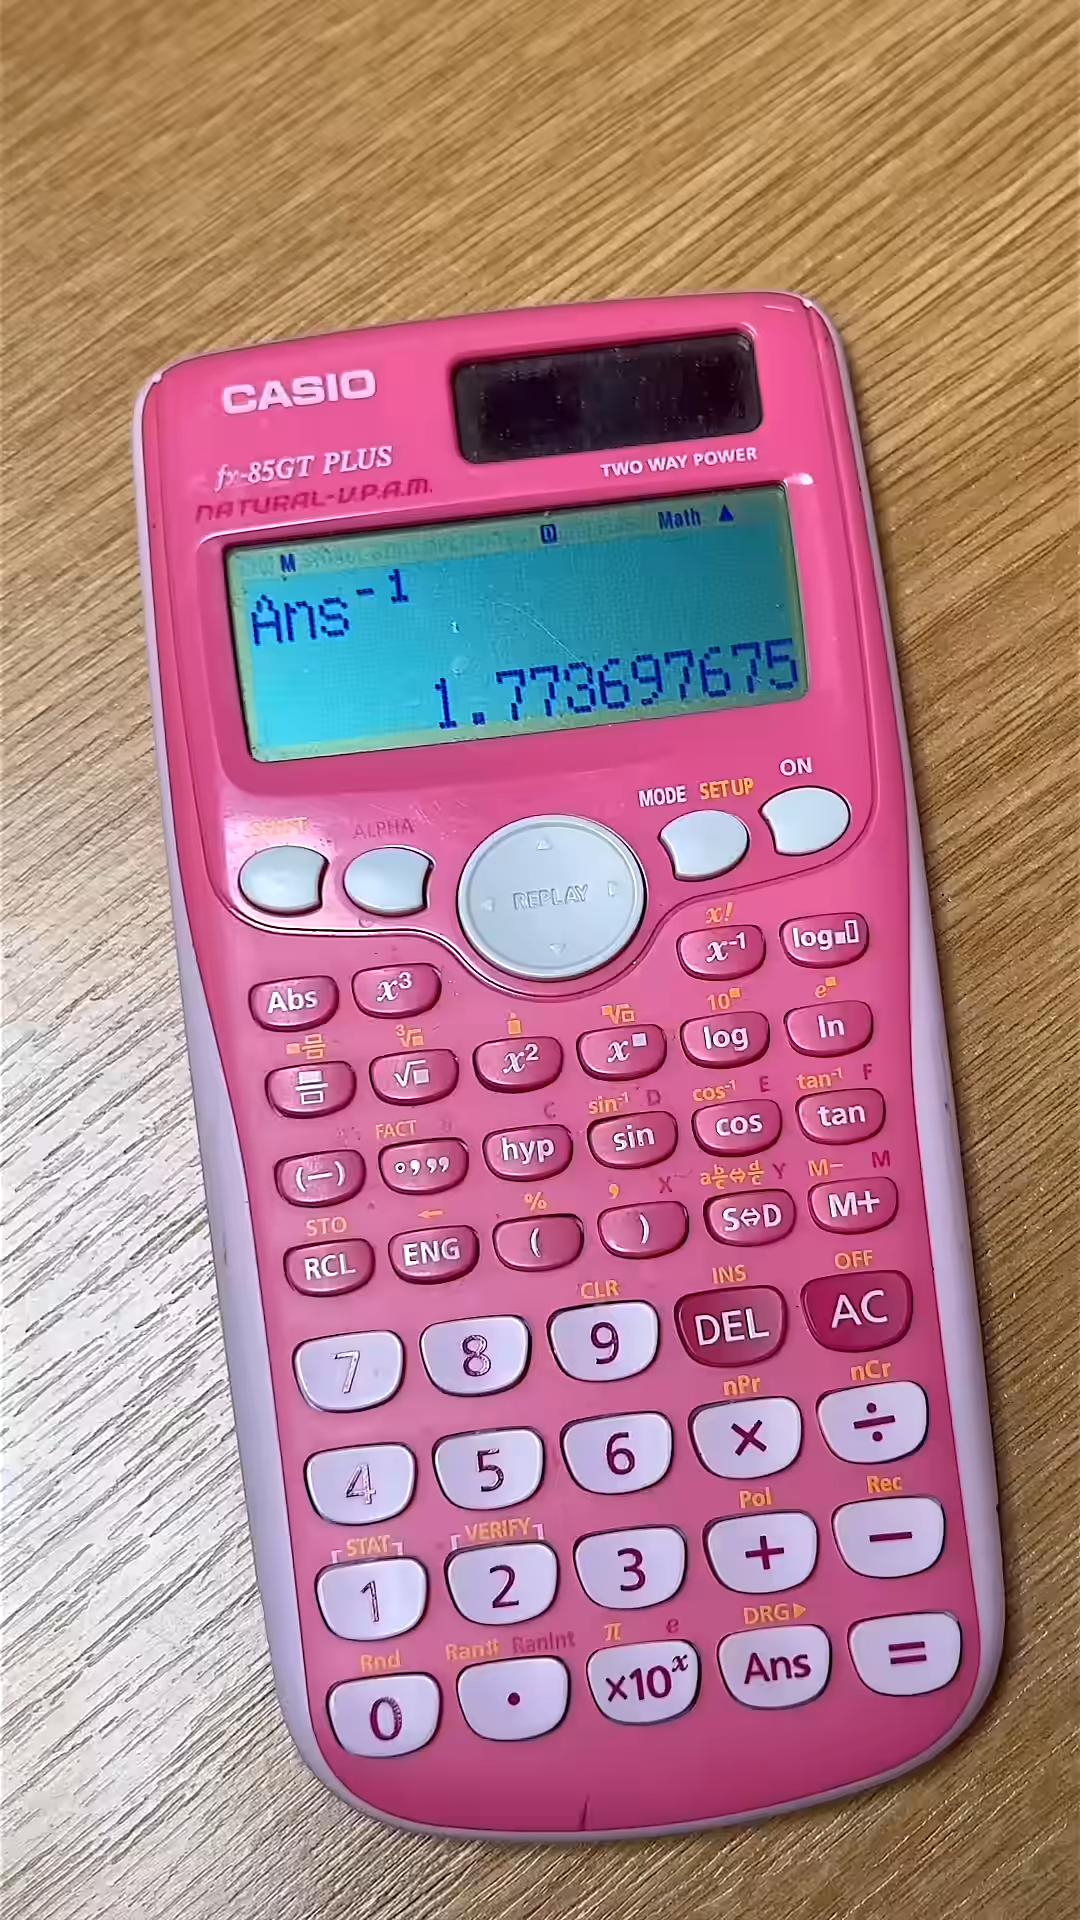 CASIO
fx-85GT PLUS
NATURAL-V.P.A.M.
TWO WAY POWER
M D Math ▲
Ans⁻¹
1.773697675
SHIFT ALPHA MODE SETUP ON
REPLAY
x!
Abs x³ x⁻¹ log■□
³√□ ˣ√□ 10■ e■
√□ x² x■ log ln
FACT B C sin⁻¹ D cos⁻¹ E tan⁻¹ F
(−) °,,, hyp sin cos tan
STO ← % , X a b/c⇔d/c Y M− M
RCL ENG ( ) S⇔D M+
CLR INS OFF
7 8 9 DEL AC
nPr nCr
4 5 6 × ÷
STAT VERIFY Pol Rec
1 2 3 + −
Rnd Ran# RanInt π e DRG▶
0 . ×10ˣ Ans =